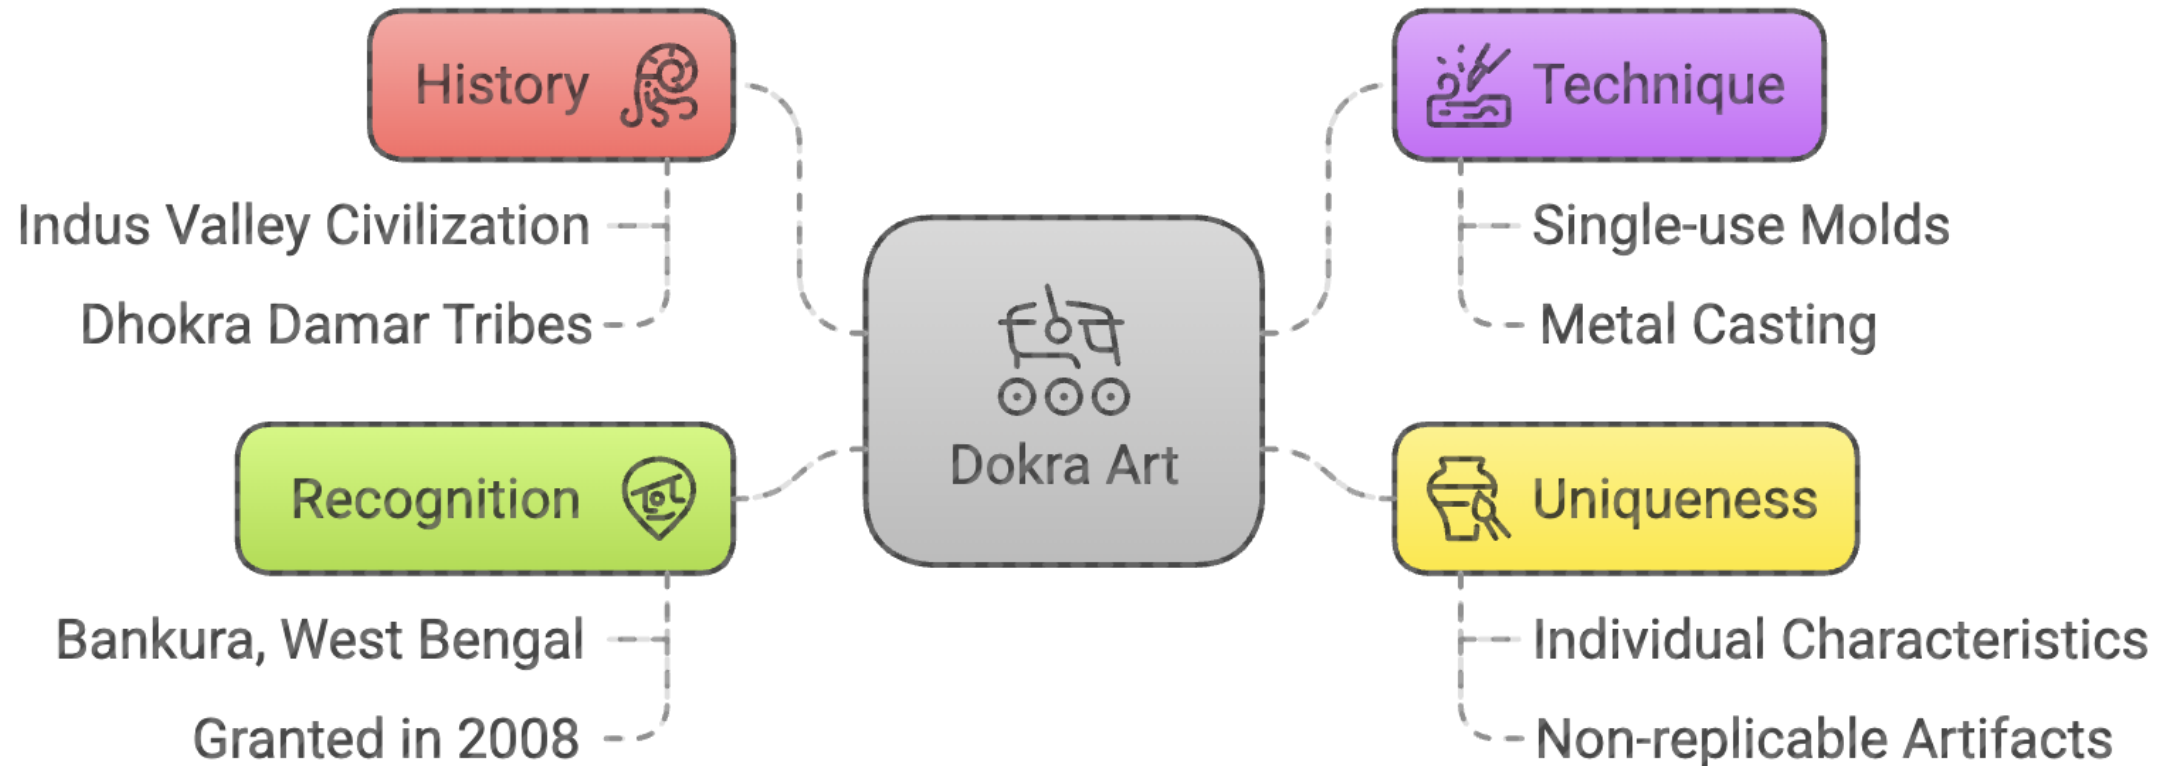 History
Indus Valley Civilization
Dhokra Damar Tribes
Recognition
Bankura, West Bengal
Granted in 2008
Dokra Art
Technique
Single-use Molds
Metal Casting
Uniqueness
Individual Characteristics
Non-replicable Artifacts